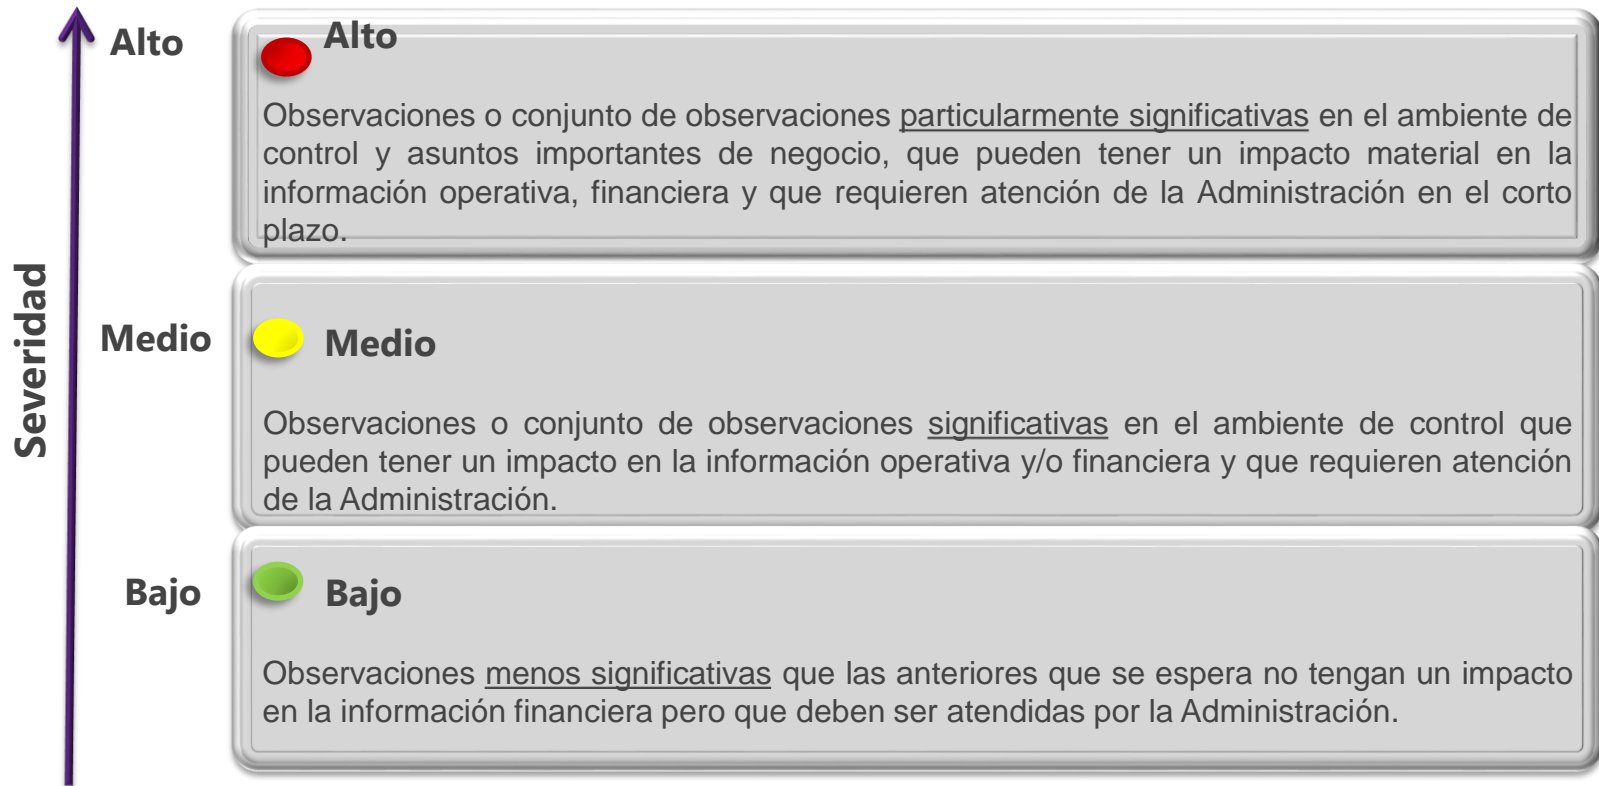 Severidad
Alto
Alto
Observaciones o conjunto de observaciones particularmente significativas en el ambiente de
control y asuntos importantes de negocio, que pueden tener un impacto material en la
información operativa, financiera y que requieren atención de la Administración en el corto
plazo.
Medio
Medio
Observaciones o conjunto de observaciones significativas en el ambiente de control que
pueden tener un impacto en la información operativa y/o financiera y que requieren atención
de la Administración.
Bajo
Bajo
Observaciones menos significativas que las anteriores que se espera no tengan un impacto
en la información financiera pero que deben ser atendidas por la Administración.